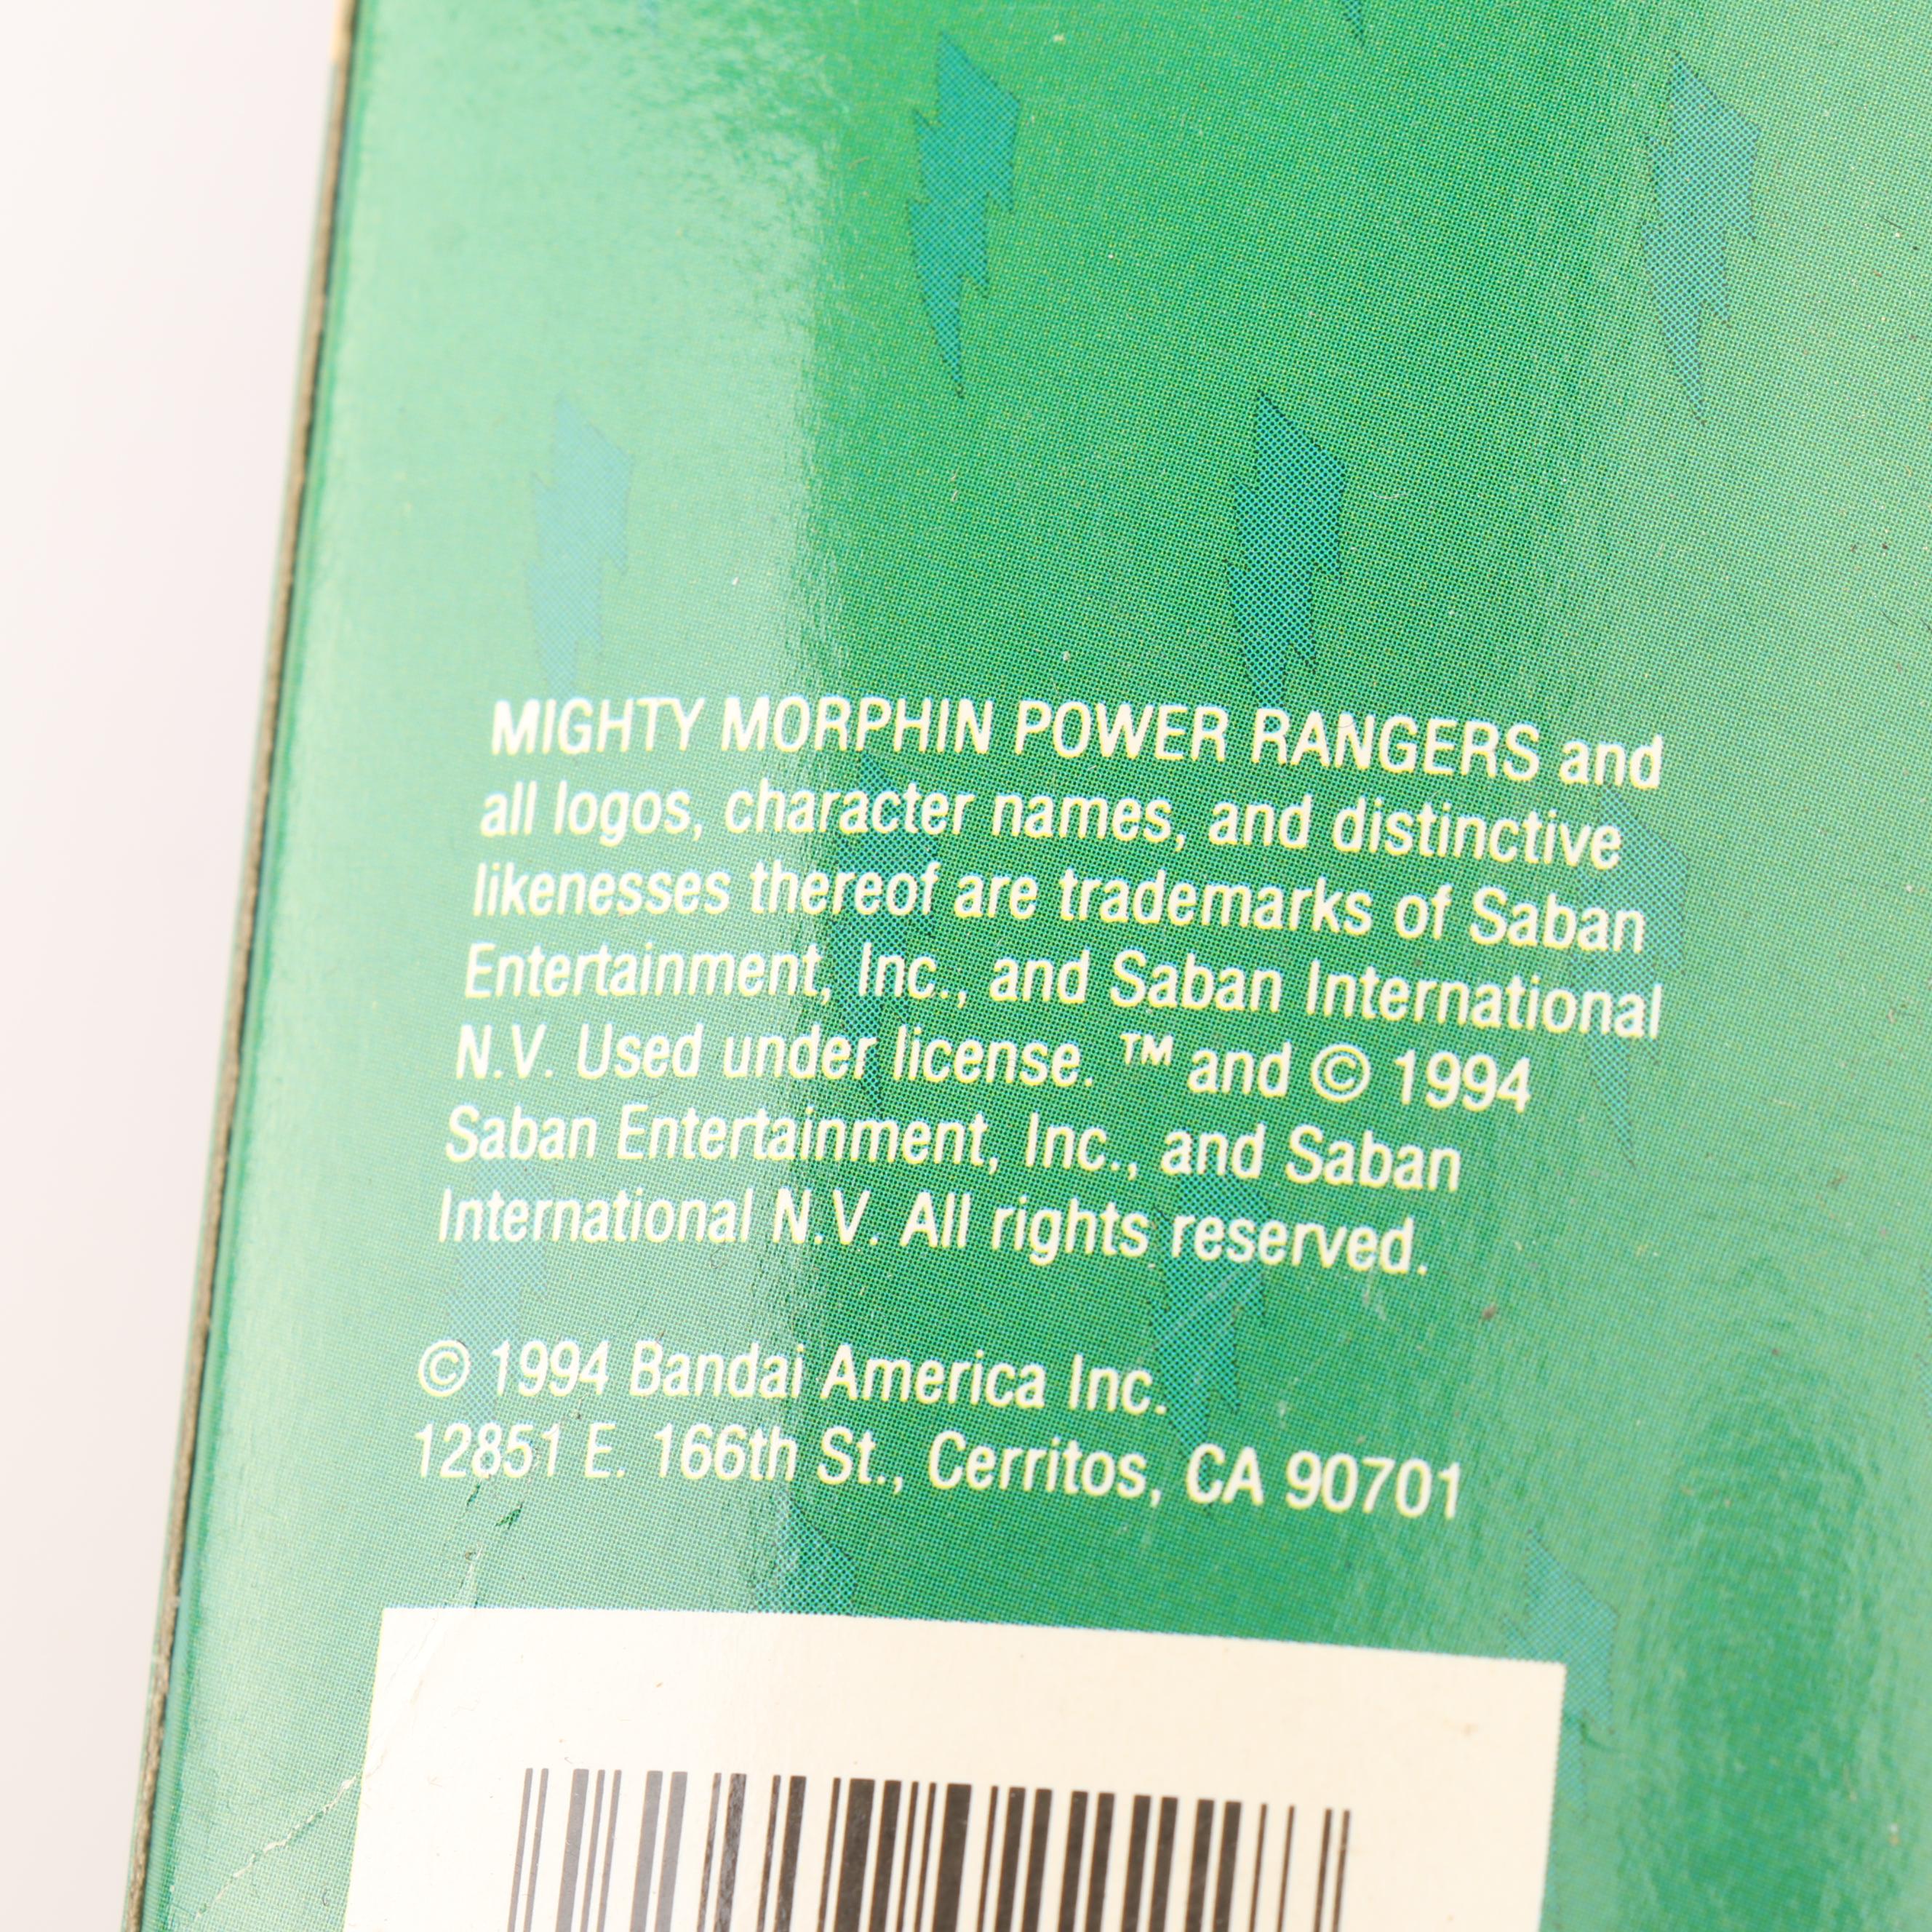 MIGHTY MORPHIN POWER RANGERS and
all logos, character names, and distinctive
likenesses thereof are trademarks of Saban
Entertainment, Inc., and Saban International
N.V. Used under license. ™ and © 1994
Saban Entertainment, Inc., and Saban
International N.V. All rights reserved.
© 1994 Bandai America Inc.
12851 E. 166th St., Cerritos, CA 90701